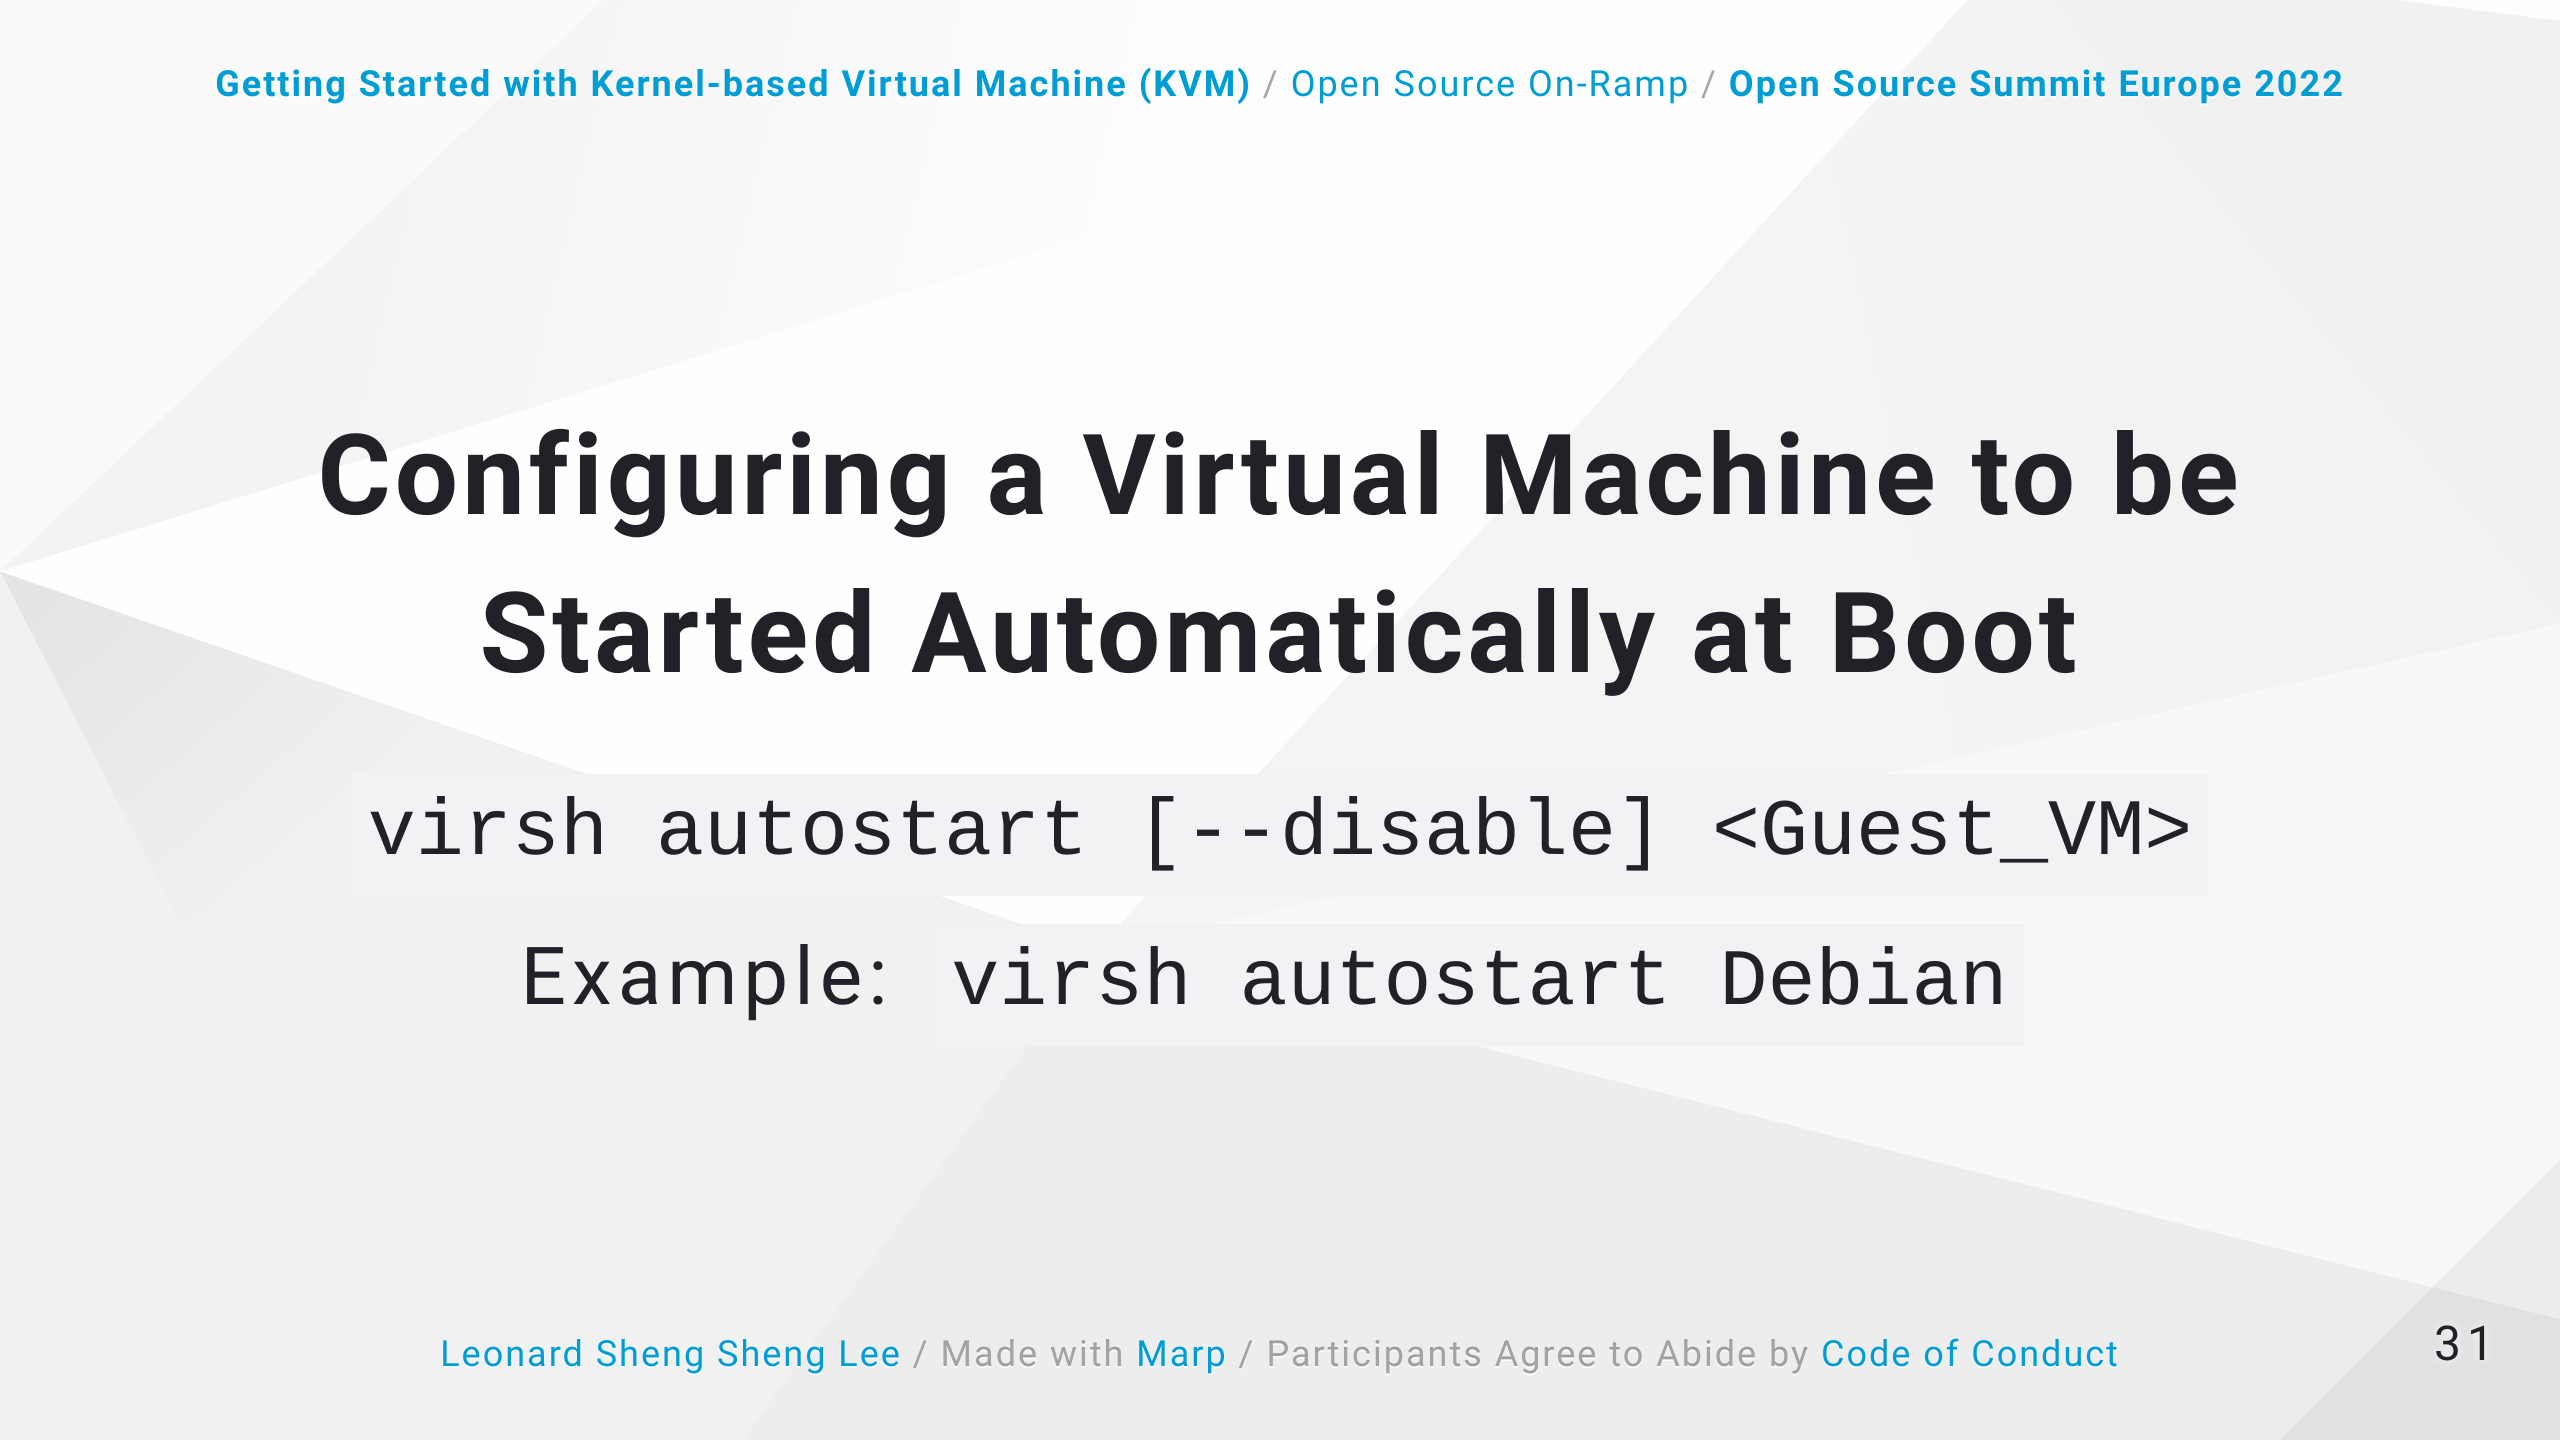 Getting Started with Kernel-based Virtual Machine (KVM) / Open Source On-Ramp / Open Source Summit Europe 2022
Configuring a Virtual Machine to be
Started Automatically at Boot
virsh autostart [--disable] <Guest_VM>
Example: virsh autostart Debian
Leonard Sheng Sheng Lee / Made with Marp / Participants Agree to Abide by Code of Conduct
31